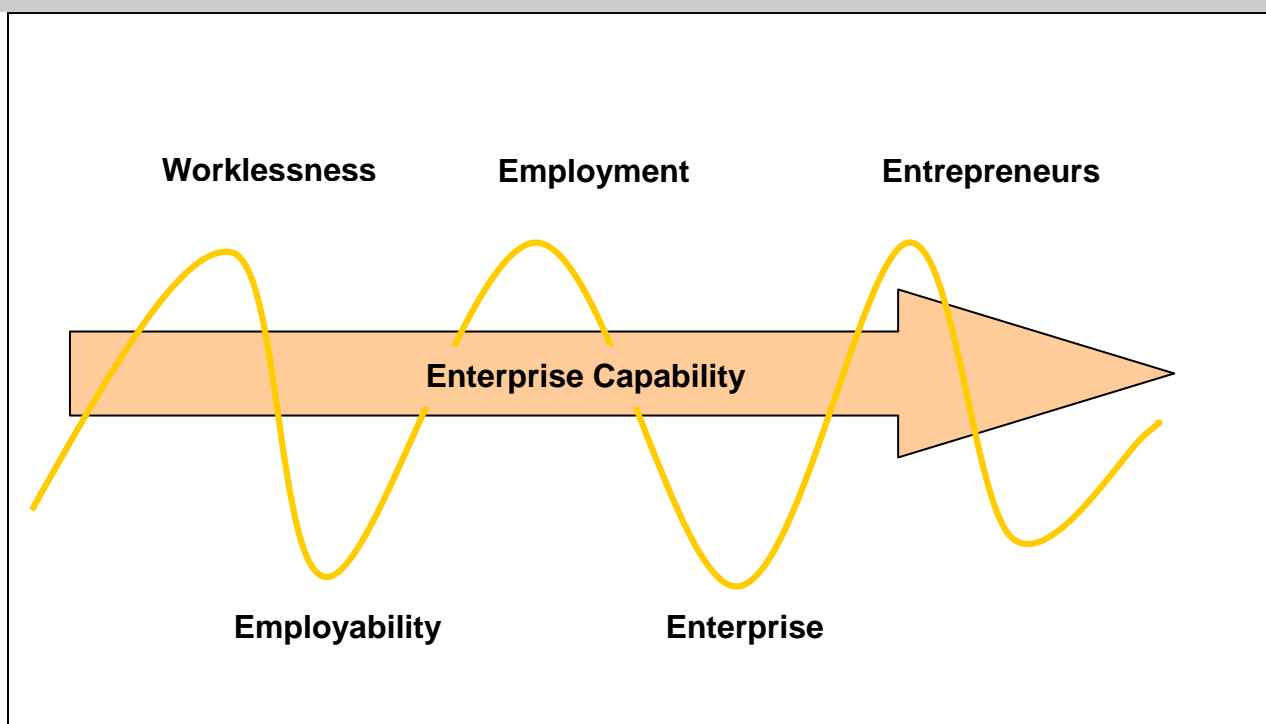 Worklessness
Employment
Entrepreneurs
Enterprise Capability
Employability
Enterprise